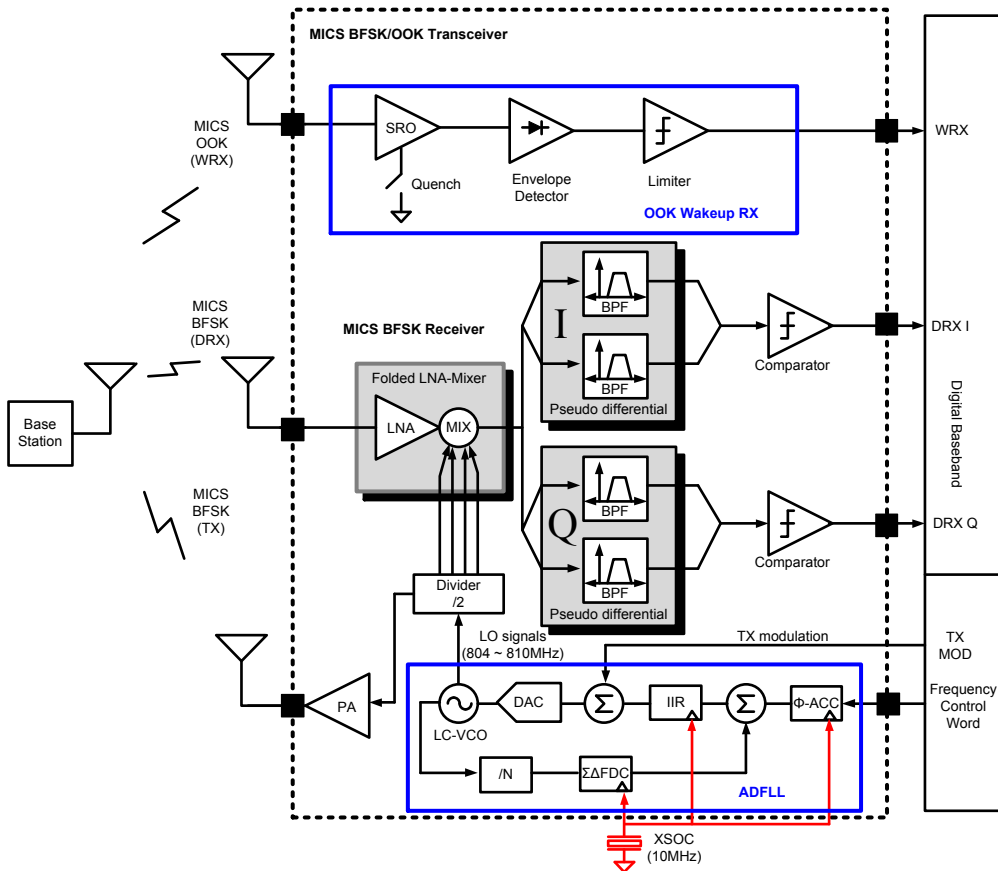 MICS BFSK/OOK Transceiver
MICS
OOK
(WRX)
SRO
Quench
Envelope
Detector
Limiter
OOK Wakeup RX
WRX
MICS
BFSK
(DRX)
MICS BFSK Receiver
Folded LNA-Mixer
LNA
MIX
I
BPF
BPF
Pseudo differential
Comparator
DRX I
Base
Station
MICS
BFSK
(TX)
Q
BPF
BPF
Pseudo differential
Comparator
DRX Q
Digital Baseband
Divider
/2
LO signals
(804 ~ 810MHz)
TX modulation
TX
MOD
PA
LC-VCO
DAC
Σ
IIR
Σ
Φ-ACC
Frequency
Control
Word
/N
ΣΔFDC
ADFLL
XSOC
(10MHz)